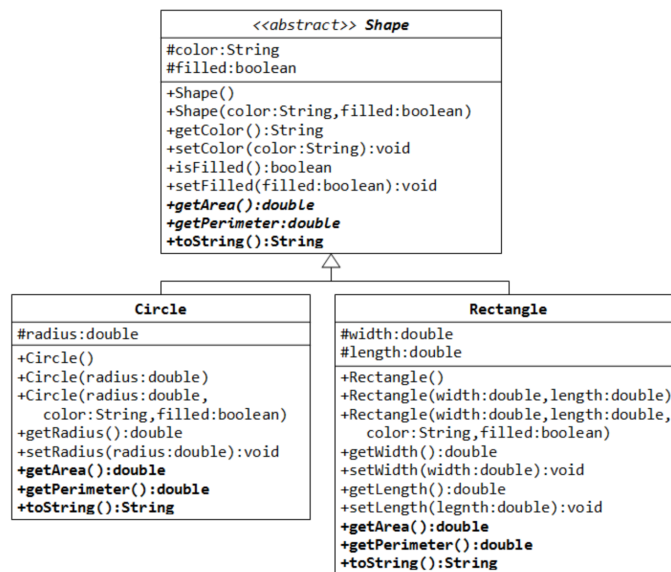 <<abstract>> Shape
#color:String
#filled:boolean
+Shape()
+Shape(color:String,filled:boolean)
+getColor():String
+setColor(color:String):void
+isFilled():boolean
+setFilled(filled:boolean):void
+getArea():double
+getPerimeter:double
+toString():String
Circle
#radius:double
+Circle()
+Circle(radius:double)
+Circle(radius:double,
color:String,filled:boolean)
+getRadius():double
+setRadius(radius:double):void
+getArea():double
+getPerimeter():double
+toString():String
Rectangle
#width:double
#length:double
+Rectangle()
+Rectangle(width:double,length:double)
+Rectangle(width:double,length:double,
color:String,filled:boolean)
+getWidth():double
+setWidth(width:double):void
+getLength():double
+setLength(legnth:double):void
+getArea():double
+getPerimeter():double
+toString():String